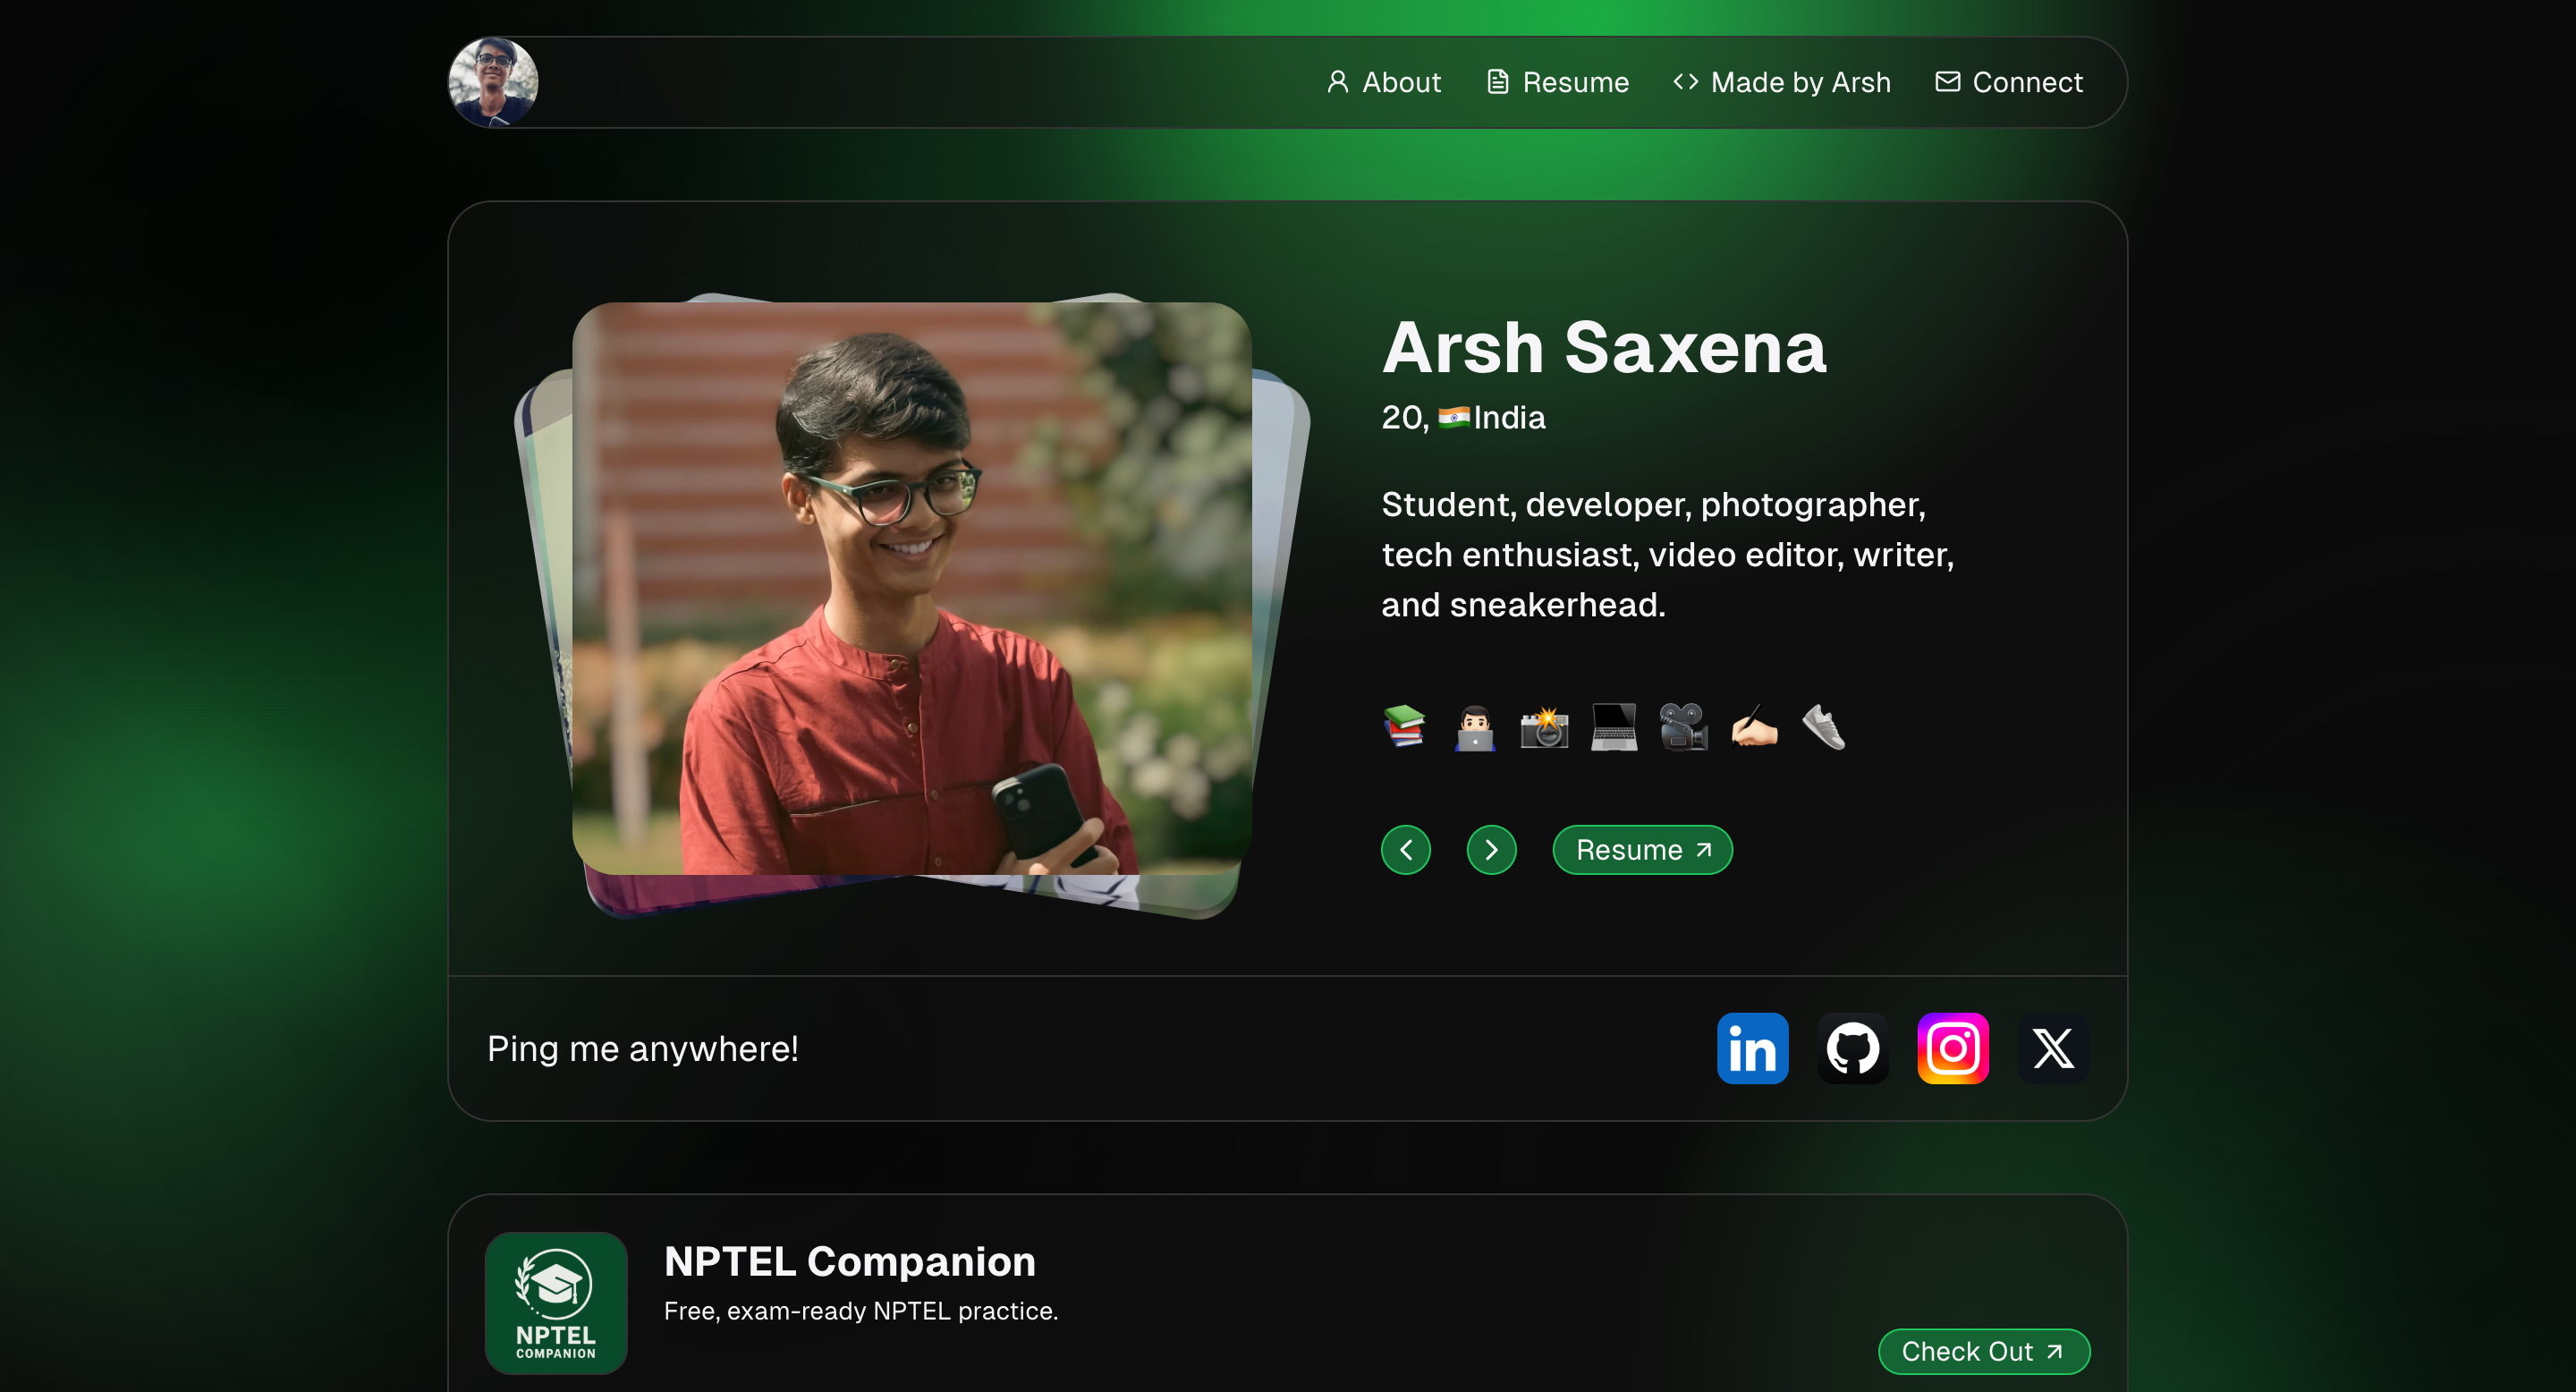 About
Resume
Made by Arsh
Connect
Arsh Saxena
20, 🇮🇳India
Student, developer, photographer,
tech enthusiast, video editor, writer,
and sneakerhead.
Resume
Ping me anywhere!
in
X
NPTEL
COMPANION
NPTEL Companion
Free, exam-ready NPTEL practice.
Check Out